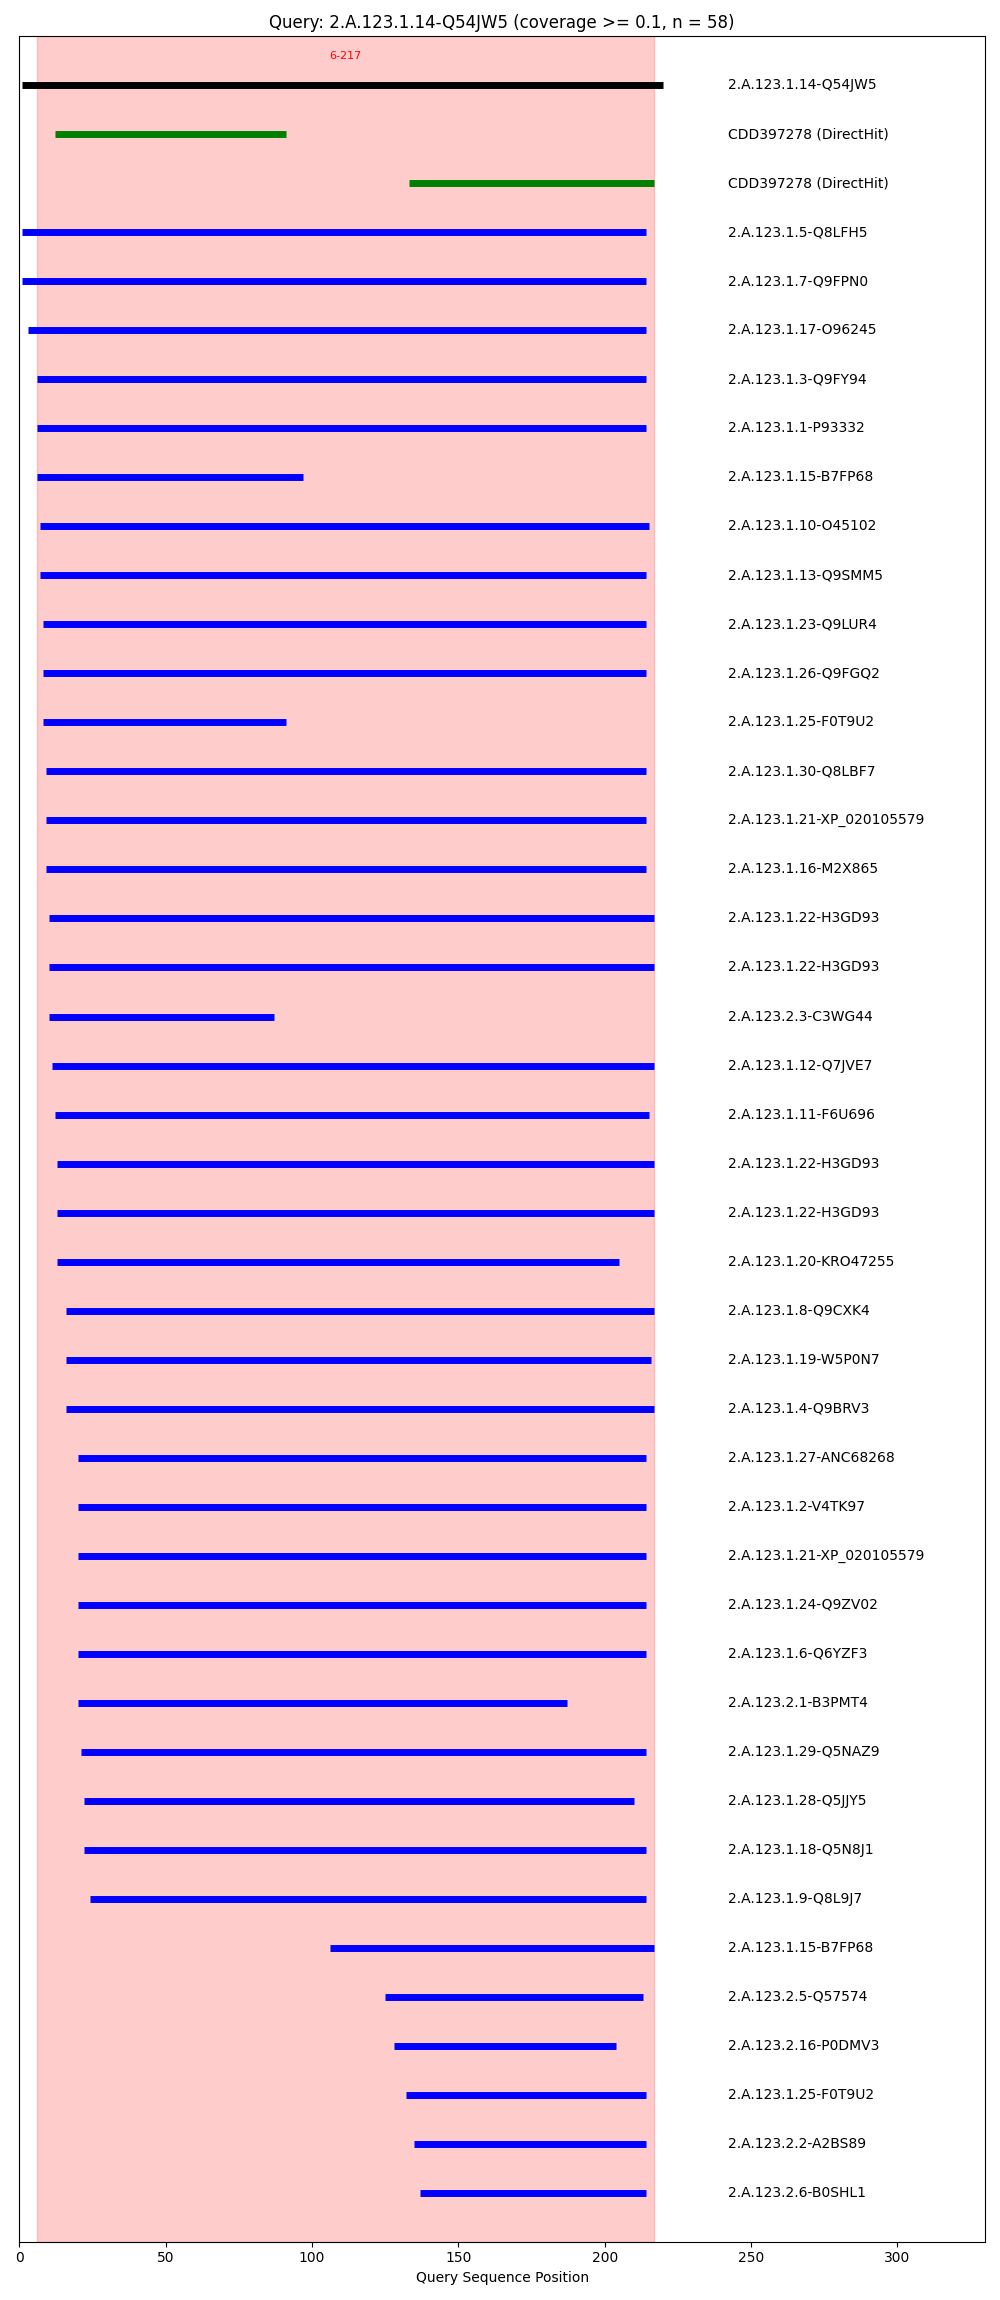 Query: 2.A.123.1.14-Q54JW5 (coverage >= 0.1, n = 58)
6-217
2.A.123.1.14-Q54JW5
CDD397278 (DirectHit)
CDD397278 (DirectHit)
2.A.123.1.5-Q8LFH5
2.A.123.1.7-Q9FPN0
2.A.123.1.17-O96245
2.A.123.1.3-Q9FY94
2.A.123.1.1-P93332
2.A.123.1.15-B7FP68
2.A.123.1.10-O45102
2.A.123.1.13-Q9SMM5
2.A.123.1.23-Q9LUR4
2.A.123.1.26-Q9FGQ2
2.A.123.1.25-F0T9U2
2.A.123.1.30-Q8LBF7
2.A.123.1.21-XP_020105579
2.A.123.1.16-M2X865
2.A.123.1.22-H3GD93
2.A.123.1.22-H3GD93
2.A.123.2.3-C3WG44
2.A.123.1.12-Q7JVE7
2.A.123.1.11-F6U696
2.A.123.1.22-H3GD93
2.A.123.1.22-H3GD93
2.A.123.1.20-KRO47255
2.A.123.1.8-Q9CXK4
2.A.123.1.19-W5P0N7
2.A.123.1.4-Q9BRV3
2.A.123.1.27-ANC68268
2.A.123.1.2-V4TK97
2.A.123.1.21-XP_020105579
2.A.123.1.24-Q9ZV02
2.A.123.1.6-Q6YZF3
2.A.123.2.1-B3PMT4
2.A.123.1.29-Q5NAZ9
2.A.123.1.28-Q5JJY5
2.A.123.1.18-Q5N8J1
2.A.123.1.9-Q8L9J7
2.A.123.1.15-B7FP68
2.A.123.2.5-Q57574
2.A.123.2.16-P0DMV3
2.A.123.1.25-F0T9U2
2.A.123.2.2-A2BS89
2.A.123.2.6-B0SHL1
0 50 100 150 200 250 300
Query Sequence Position